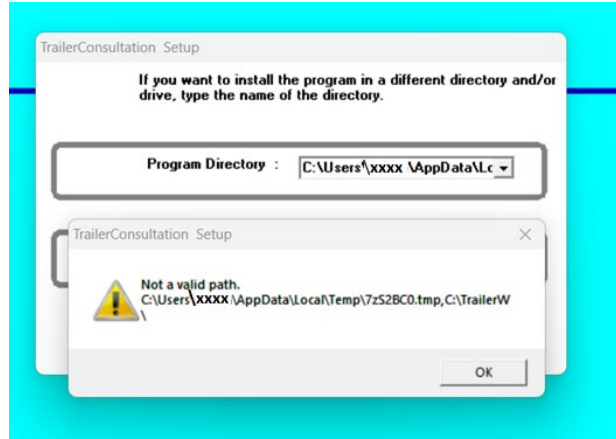 TrailerConsultation Setup
If you want to install the program in a different directory and/or
drive, type the name of the directory.
Program Directory :
C:\Users'\xxxx \AppData\Lc
TrailerConsultation Setup
Not a valid path.
C:\Users\xxxx \AppData\Local\Temp\7zS2BC0.tmp,C:\TrailerW
\
OK